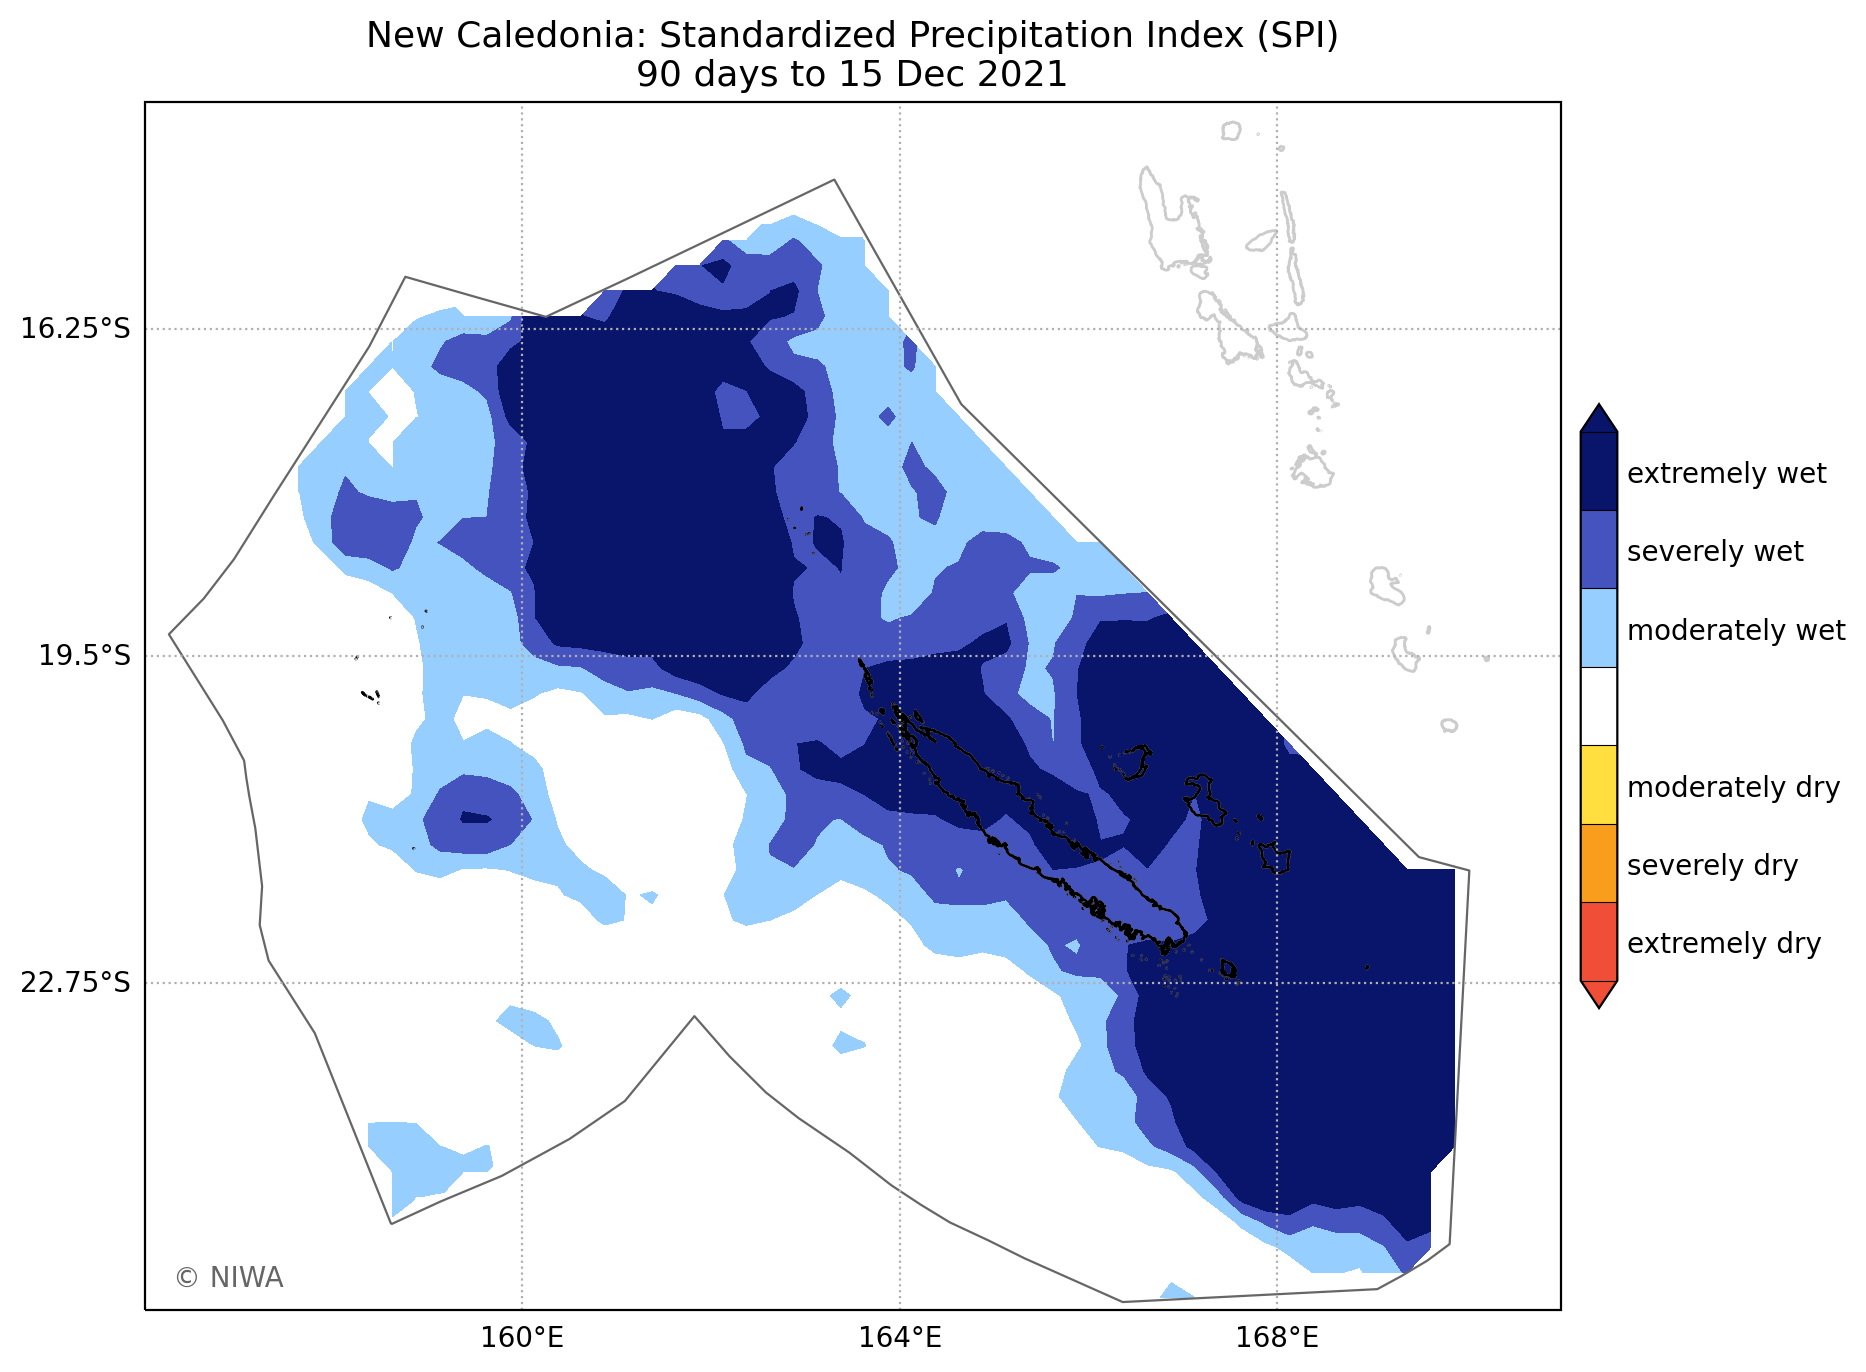 New Caledonia: Standardized Precipitation Index (SPI)
90 days to 15 Dec 2021
16.25°S
19.5°S
22.75°S
160°E
164°E
168°E
extremely wet
severely wet
moderately wet
moderately dry
severely dry
extremely dry
© NIWA